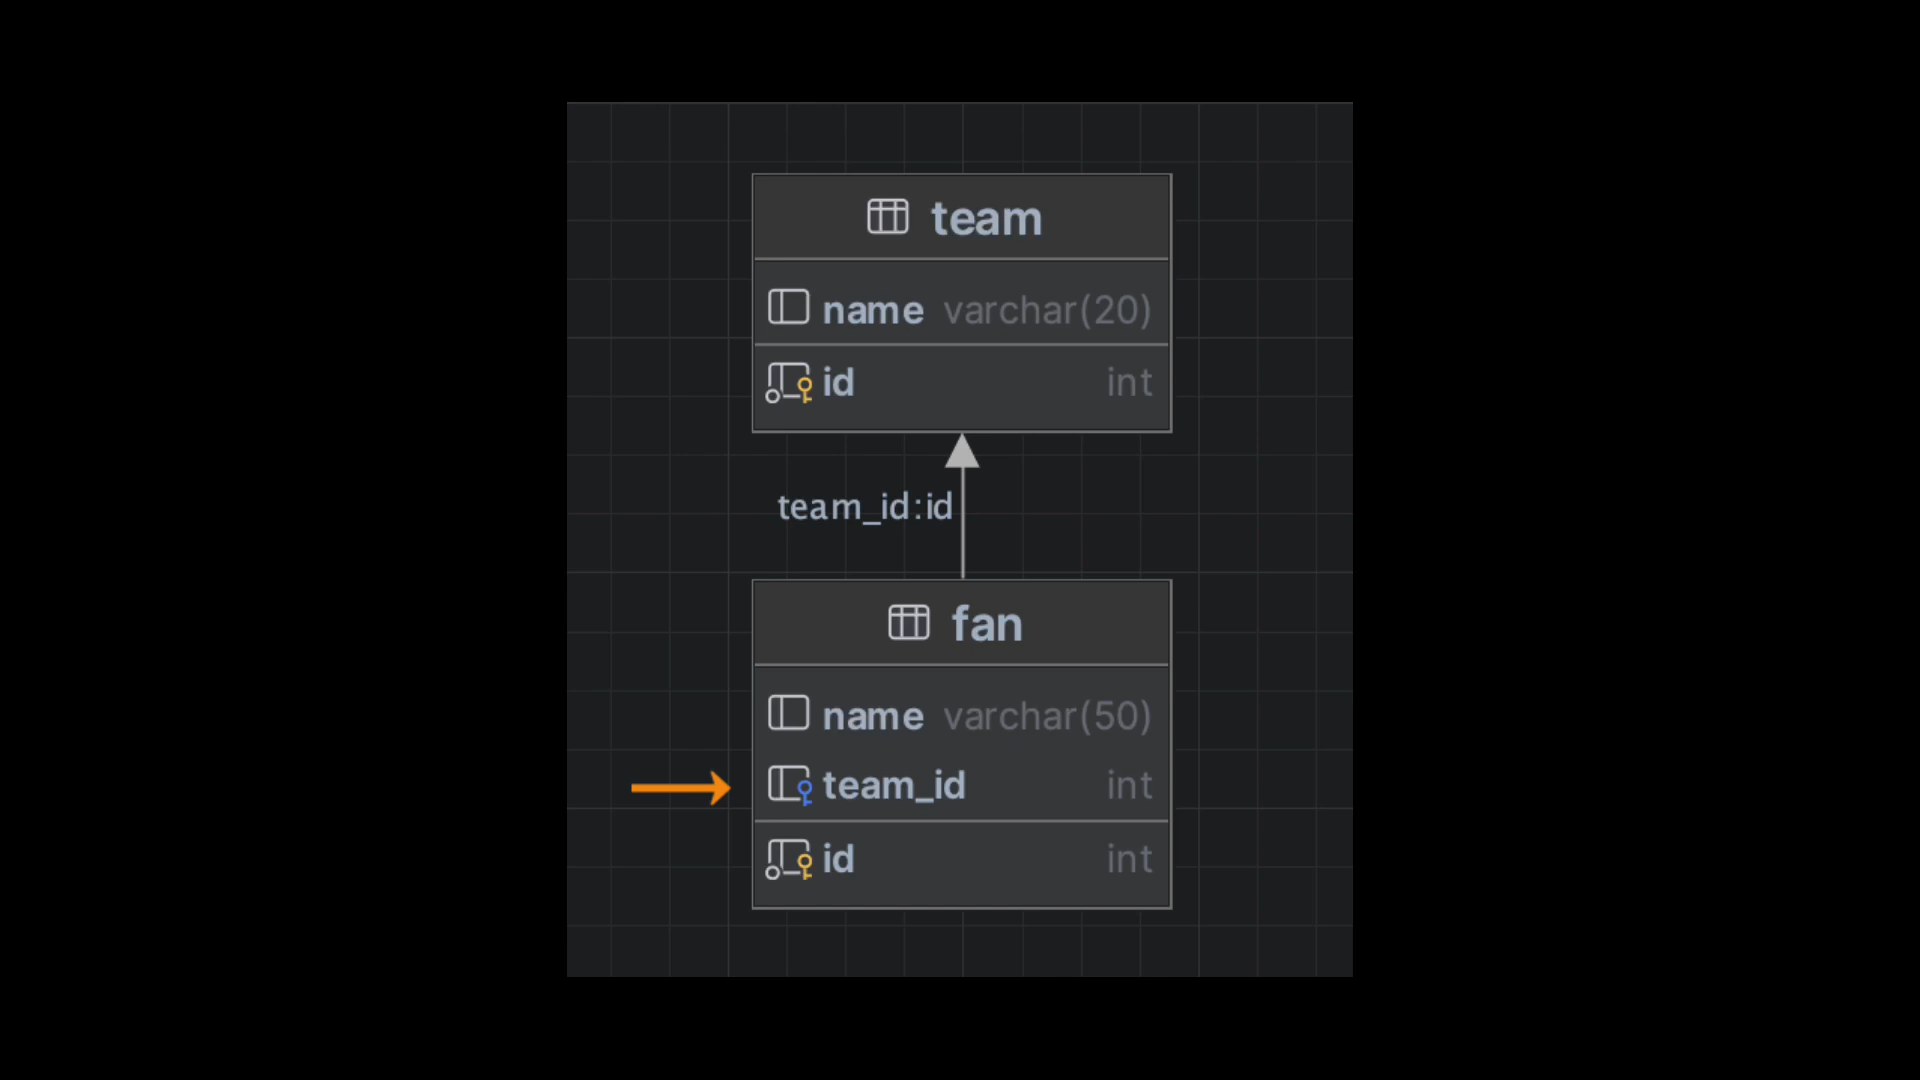 team
name varchar(20)
id int
team_id:id
fan
name varchar(50)
team_id int
id int